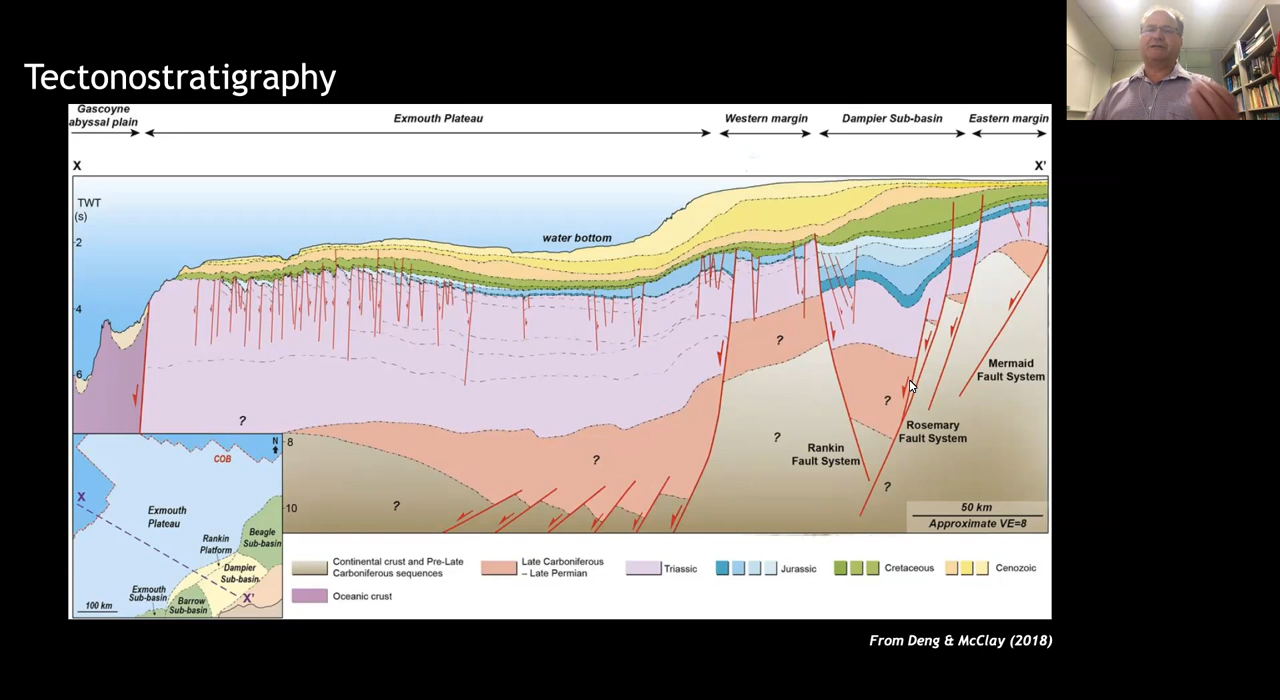 Tectonostratigraphy
Gascoyne
abyssal plain
Exmouth Plateau
Western margin
Dampier Sub-basin
Eastern margin
X
X'
TWT
(s)
2
4
6
8
10
water bottom
?
?
?
?
?
?
?
Rankin
Fault System
Rosemary
Fault System
Mermaid
Fault System
50 km
Approximate VE=8
N
COB
X
Exmouth
Plateau
Beagle
Sub-basin
Rankin
Platform
Dampier
Sub-basin
Exmouth
Sub-basin
Barrow
Sub-basin
X'
100 km
Continental crust and Pre-Late
Carboniferous sequences
Late Carboniferous
– Late Permian
Triassic
Jurassic
Cretaceous
Cenozoic
Oceanic crust
From Deng & McClay (2018)